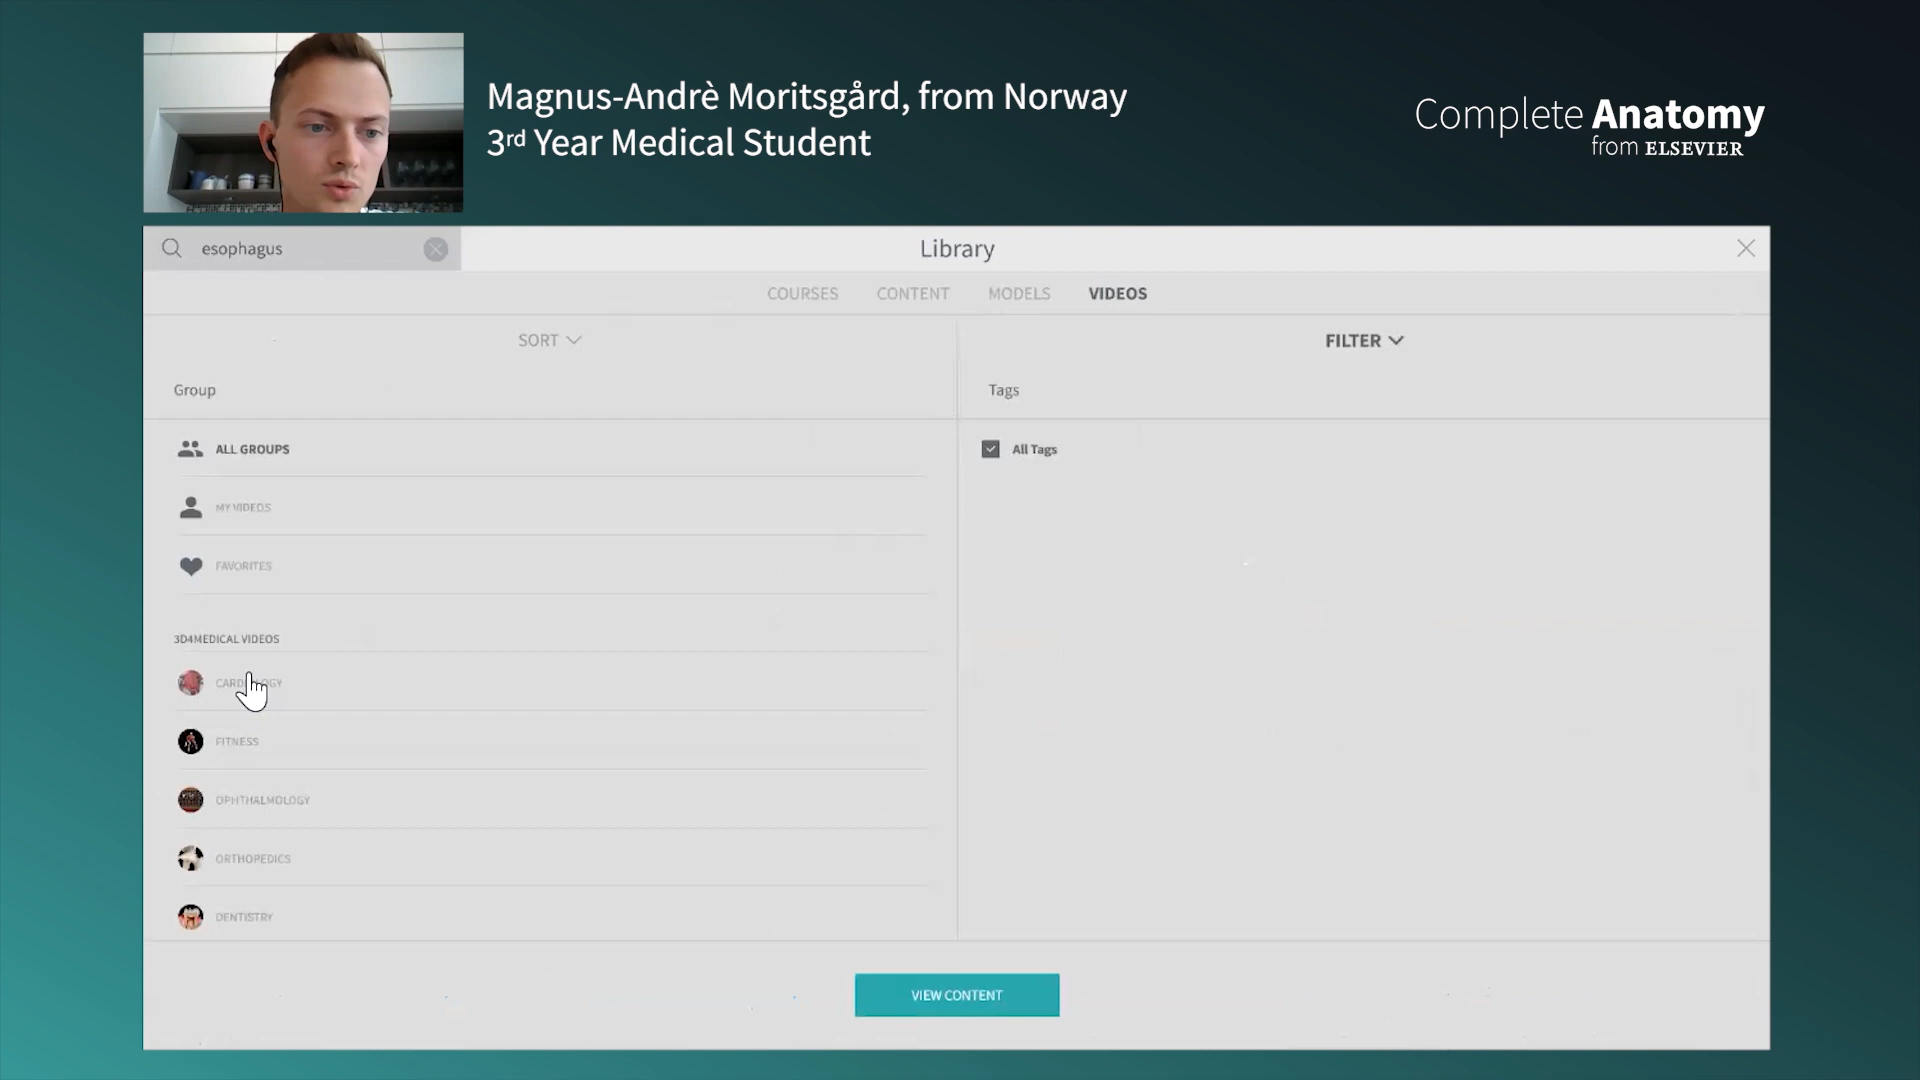 Magnus-Andrè Moritsgård, from Norway
3rd Year Medical Student
Complete Anatomy
from ELSEVIER
esophagus
Library
COURSES CONTENT MODELS VIDEOS
SORT
FILTER
Group
Tags
ALL GROUPS
All Tags
MY VIDEOS
FAVORITES
3D4MEDICAL VIDEOS
FITNESS
OPHTHALMOLOGY
ORTHOPEDICS
DENTISTRY
VIEW CONTENT